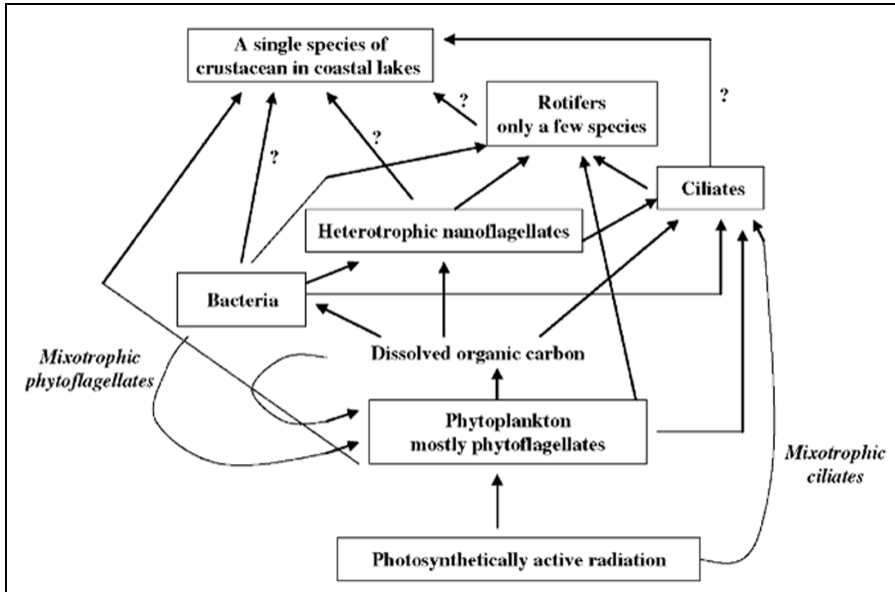 A single species of
crustacean in coastal lakes
?
Rotifers
only a few species
?
?
?
Ciliates
Heterotrophic nanoflagellates
Bacteria
Dissolved organic carbon
Mixotrophic
phytoflagellates
Phytoplankton
mostly phytoflagellates
Mixotrophic
ciliates
Photosynthetically active radiation